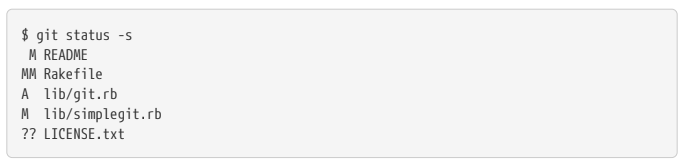 $ git status -s
 M README
MM Rakefile
A  lib/git.rb
M  lib/simplegit.rb
?? LICENSE.txt